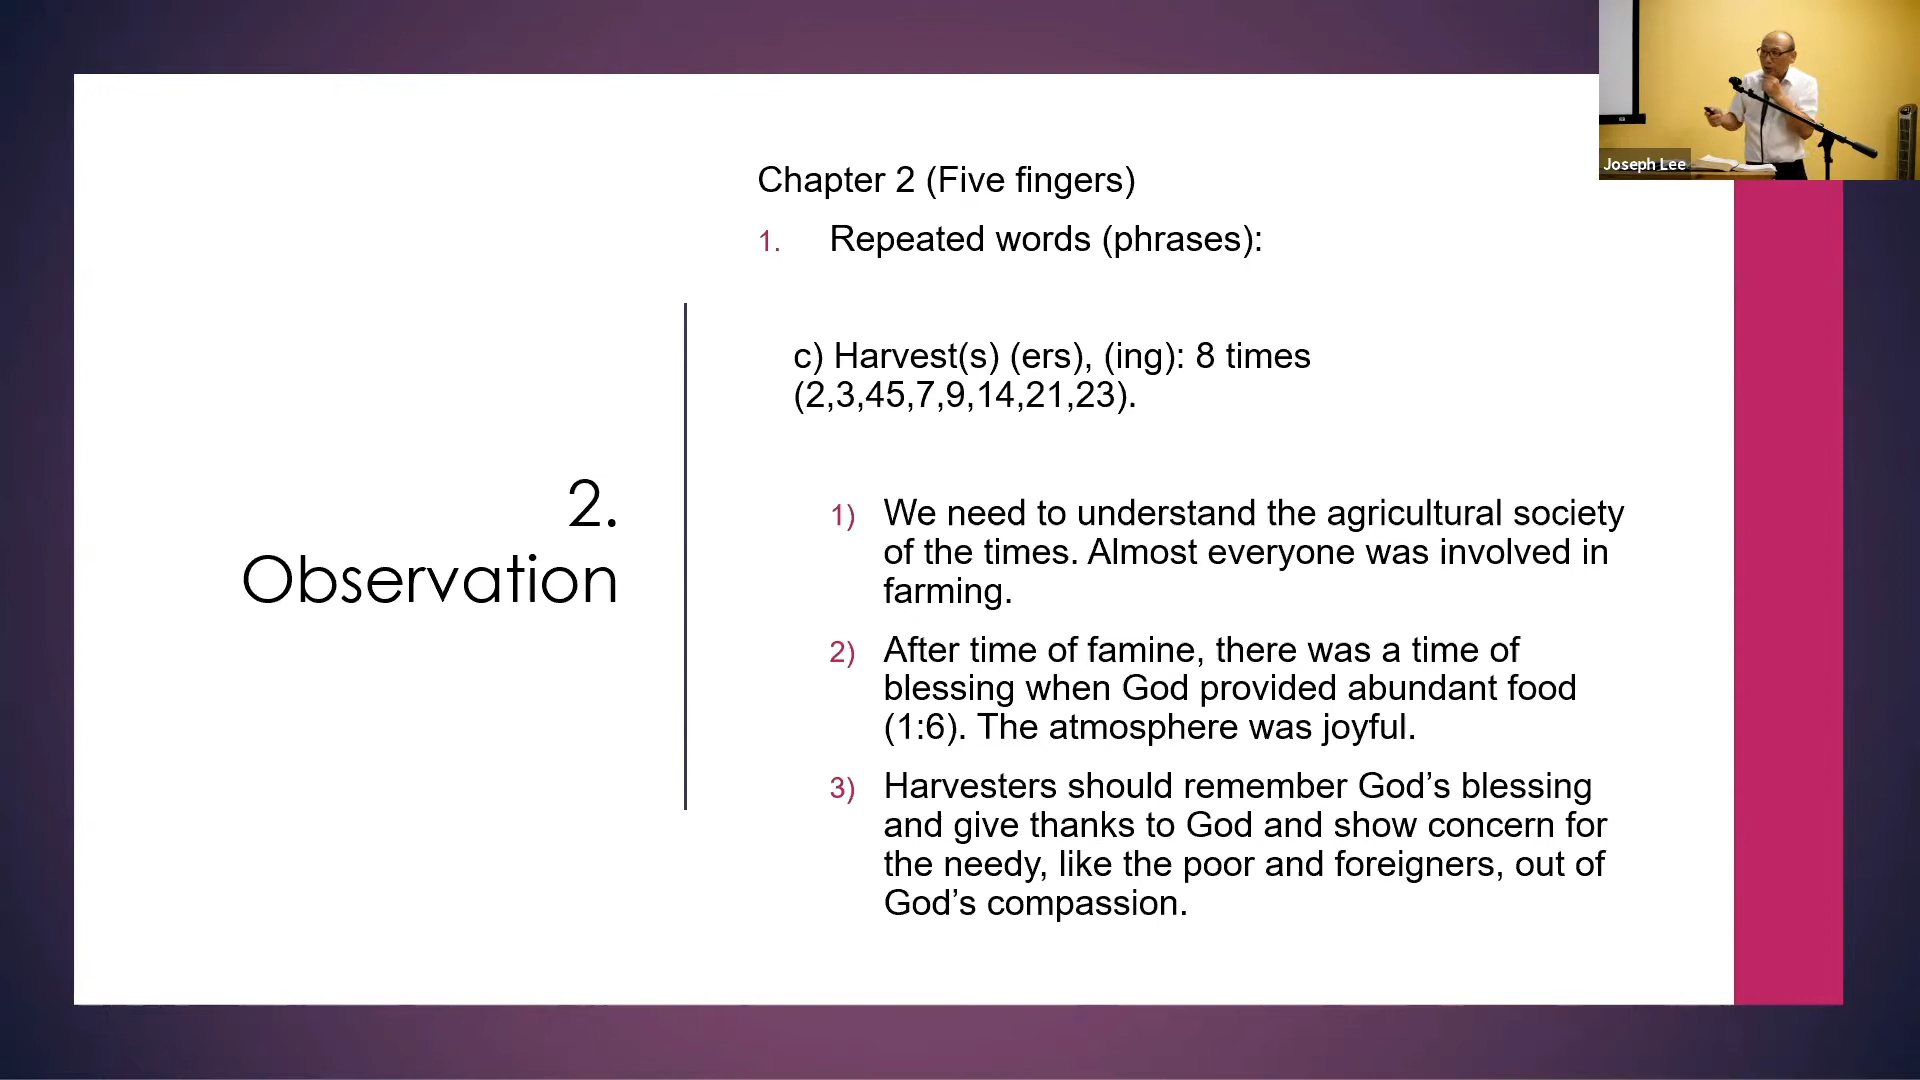 Joseph Lee
Chapter 2 (Five fingers)
1. Repeated words (phrases):
c) Harvest(s) (ers), (ing): 8 times
(2,3,45,7,9,14,21,23).
2.
Observation
1) We need to understand the agricultural society
of the times. Almost everyone was involved in
farming.
2) After time of famine, there was a time of
blessing when God provided abundant food
(1:6). The atmosphere was joyful.
3) Harvesters should remember God’s blessing
and give thanks to God and show concern for
the needy, like the poor and foreigners, out of
God’s compassion.